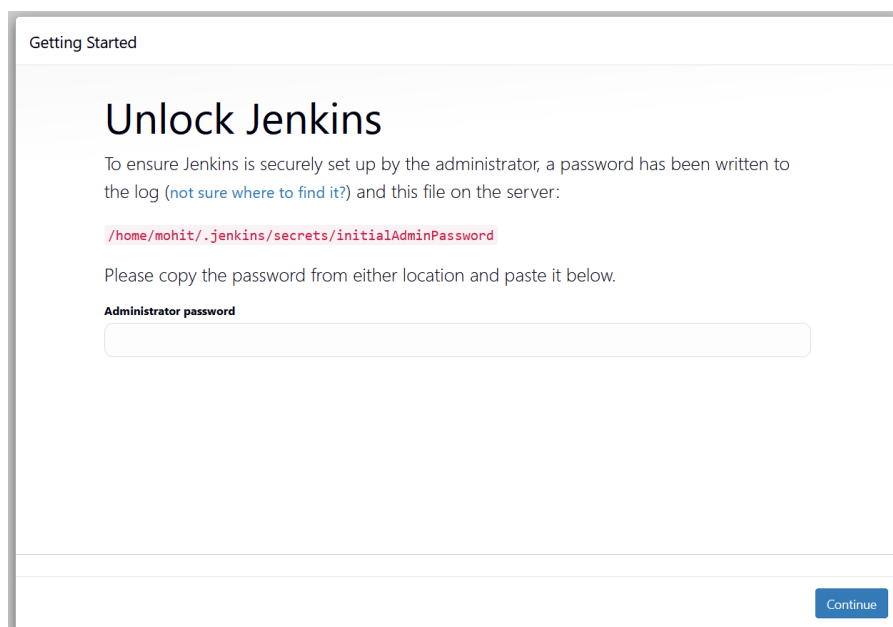 Getting Started
Unlock Jenkins
To ensure Jenkins is securely set up by the administrator, a password has been written to
the log (not sure where to find it?) and this file on the server:
/home/mohit/.jenkins/secrets/initialAdminPassword
Please copy the password from either location and paste it below.
Administrator password
Continue